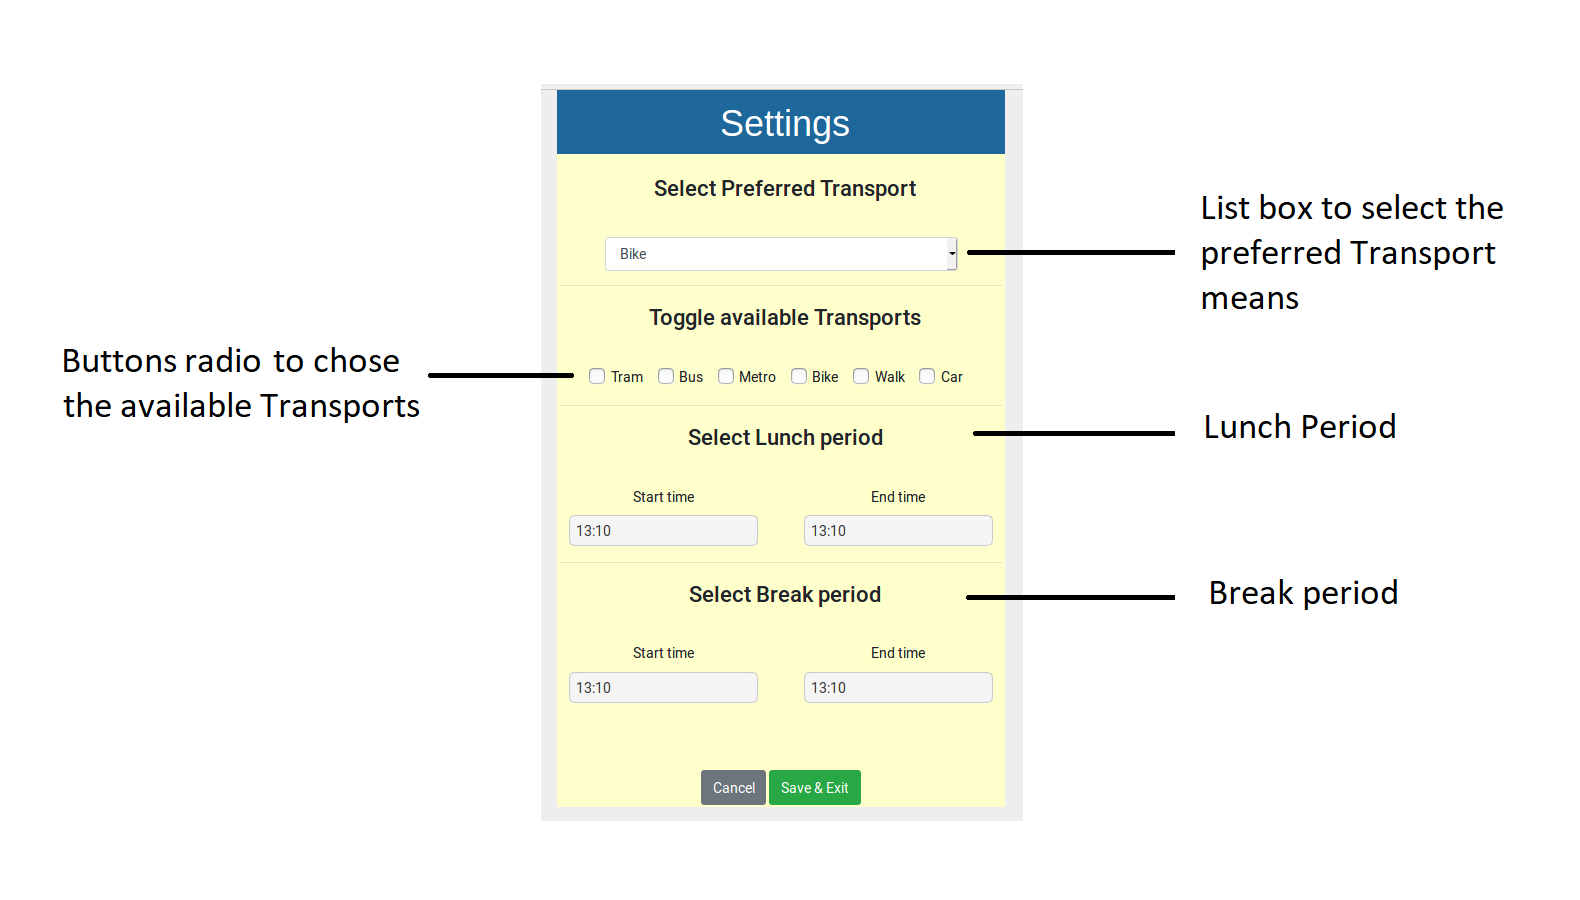 Settings
Select Preferred Transport
Bike
List box to select the
preferred Transport
means
Toggle available Transports
Buttons radio to chose
the available Transports
Tram Bus Metro Bike Walk Car
Select Lunch period
Lunch Period
Start time End time
13:10 13:10
Select Break period
Break period
Start time End time
13:10 13:10
Cancel Save & Exit